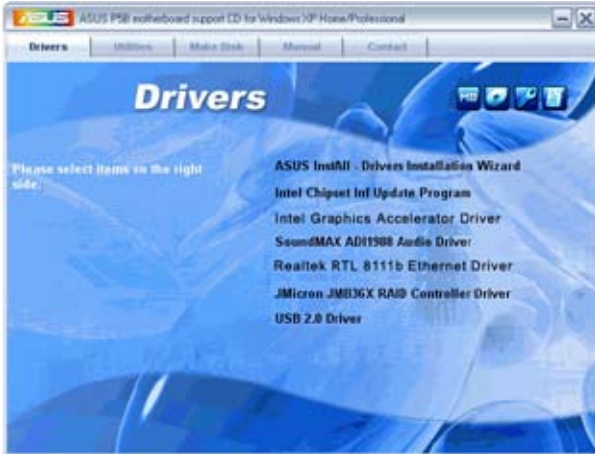 ASUS ASUS P5B motherboard support CD for Windows XP Home/Professional
Drivers Utilities Make Disk Manual Contact
Drivers
Please select items on the right
side.
ASUS InstAll - Drivers Installation Wizard
Intel Chipset Inf Update Program
Intel Graphics Accelerator Driver
SoundMAX ADI1988 Audio Driver
Realtek RTL 8111b Ethernet Driver
JMicron JMB36X RAID Controller Driver
USB 2.0 Driver